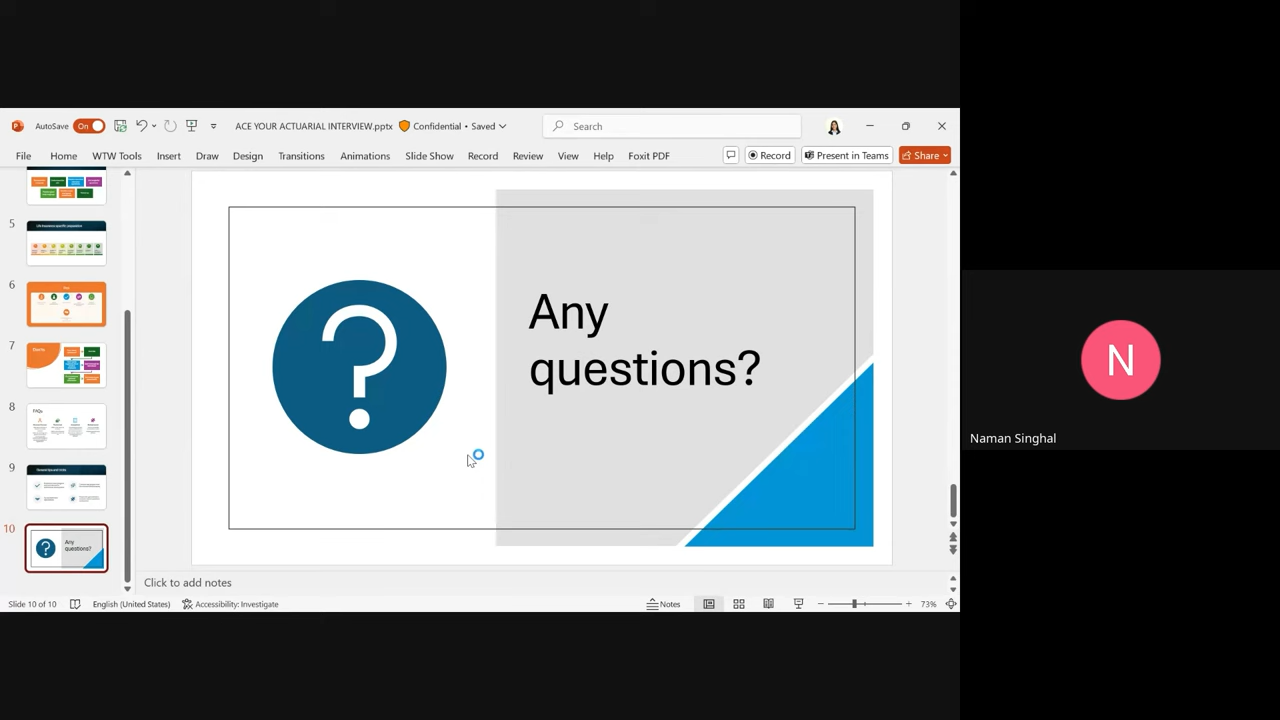 AutoSave
On
ACE YOUR ACTUARIAL INTERVIEW.pptx
Confidential • Saved
Search
File
Home
WTW Tools
Insert
Draw
Design
Transitions
Animations
Slide Show
Record
Review
View
Help
Foxit PDF
Record
Present in Teams
Share
5
6
7
8
FAQs
9
10
Any
questions?
?
Any
questions?
Click to add notes
Slide 10 of 10
English (United States)
Accessibility: Investigate
Notes
73%
N
Naman Singhal